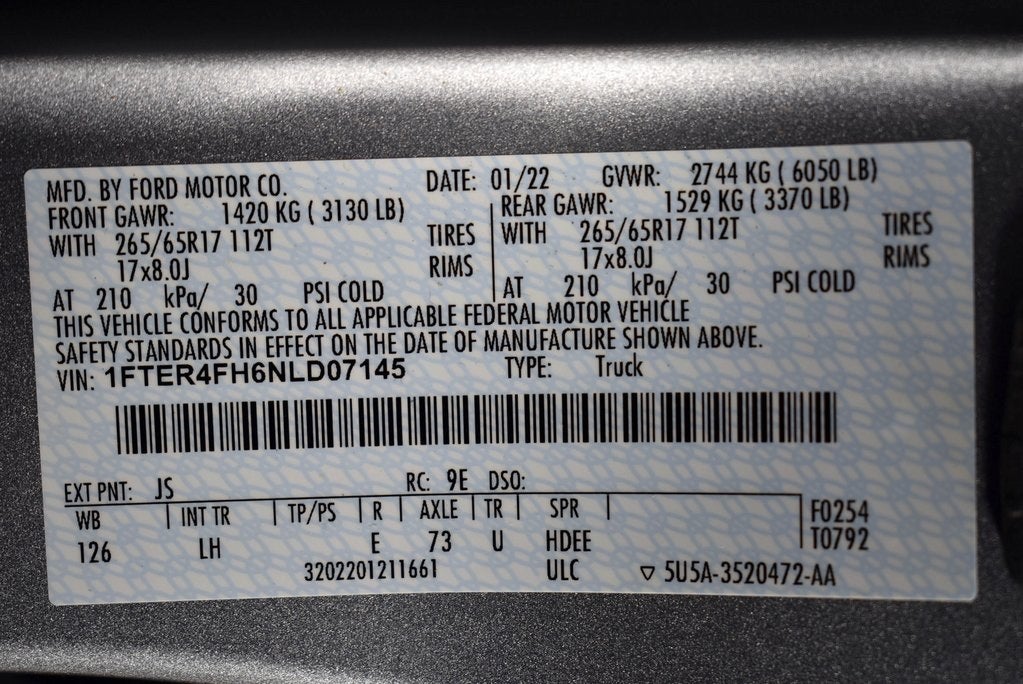 MFD. BY FORD MOTOR CO. DATE: 01/22 GVWR: 2744 KG ( 6050 LB)
FRONT GAWR: 1420 KG ( 3130 LB) REAR GAWR: 1529 KG ( 3370 LB)
WITH 265/65R17 112T TIRES WITH 265/65R17 112T TIRES
17x8.0J RIMS 17x8.0J RIMS
AT 210 kPa/ 30 PSI COLD AT 210 kPa/ 30 PSI COLD
THIS VEHICLE CONFORMS TO ALL APPLICABLE FEDERAL MOTOR VEHICLE
SAFETY STANDARDS IN EFFECT ON THE DATE OF MANUFACTURE SHOWN ABOVE.
VIN: 1FTER4FH6NLD07145 TYPE: Truck
EXT PNT: JS RC: 9E DSO:
WB INT TR TP/PS R AXLE TR SPR F0254
126 LH E 73 U HDEE T0792
3202201211661 ULC ▽ 5U5A-3520472-AA